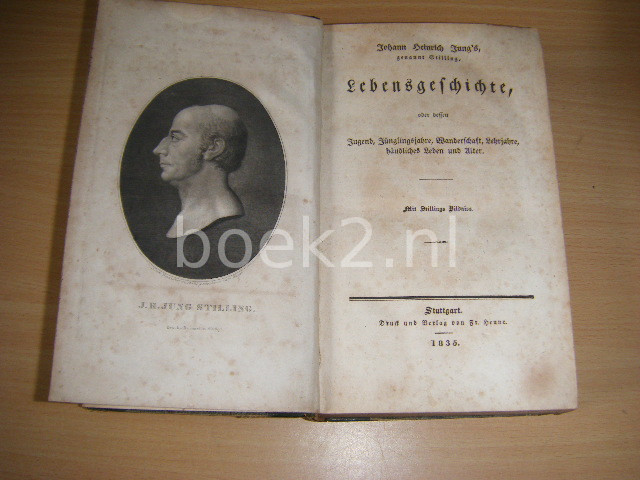 J. H. JUNG STILLING.
Johann Heinrich Jung's,
genannt Stilling,
Lebensgeschichte,
oder dessen
Jugend, Jünglingsjahre, Wanderschaft, Lehrjahre,
häusliches Leben und Alter.
Mit Stillings Bildniss.
Stuttgart.
Druck und Verlag von Fr. Henne.
1835.
boek2.nl